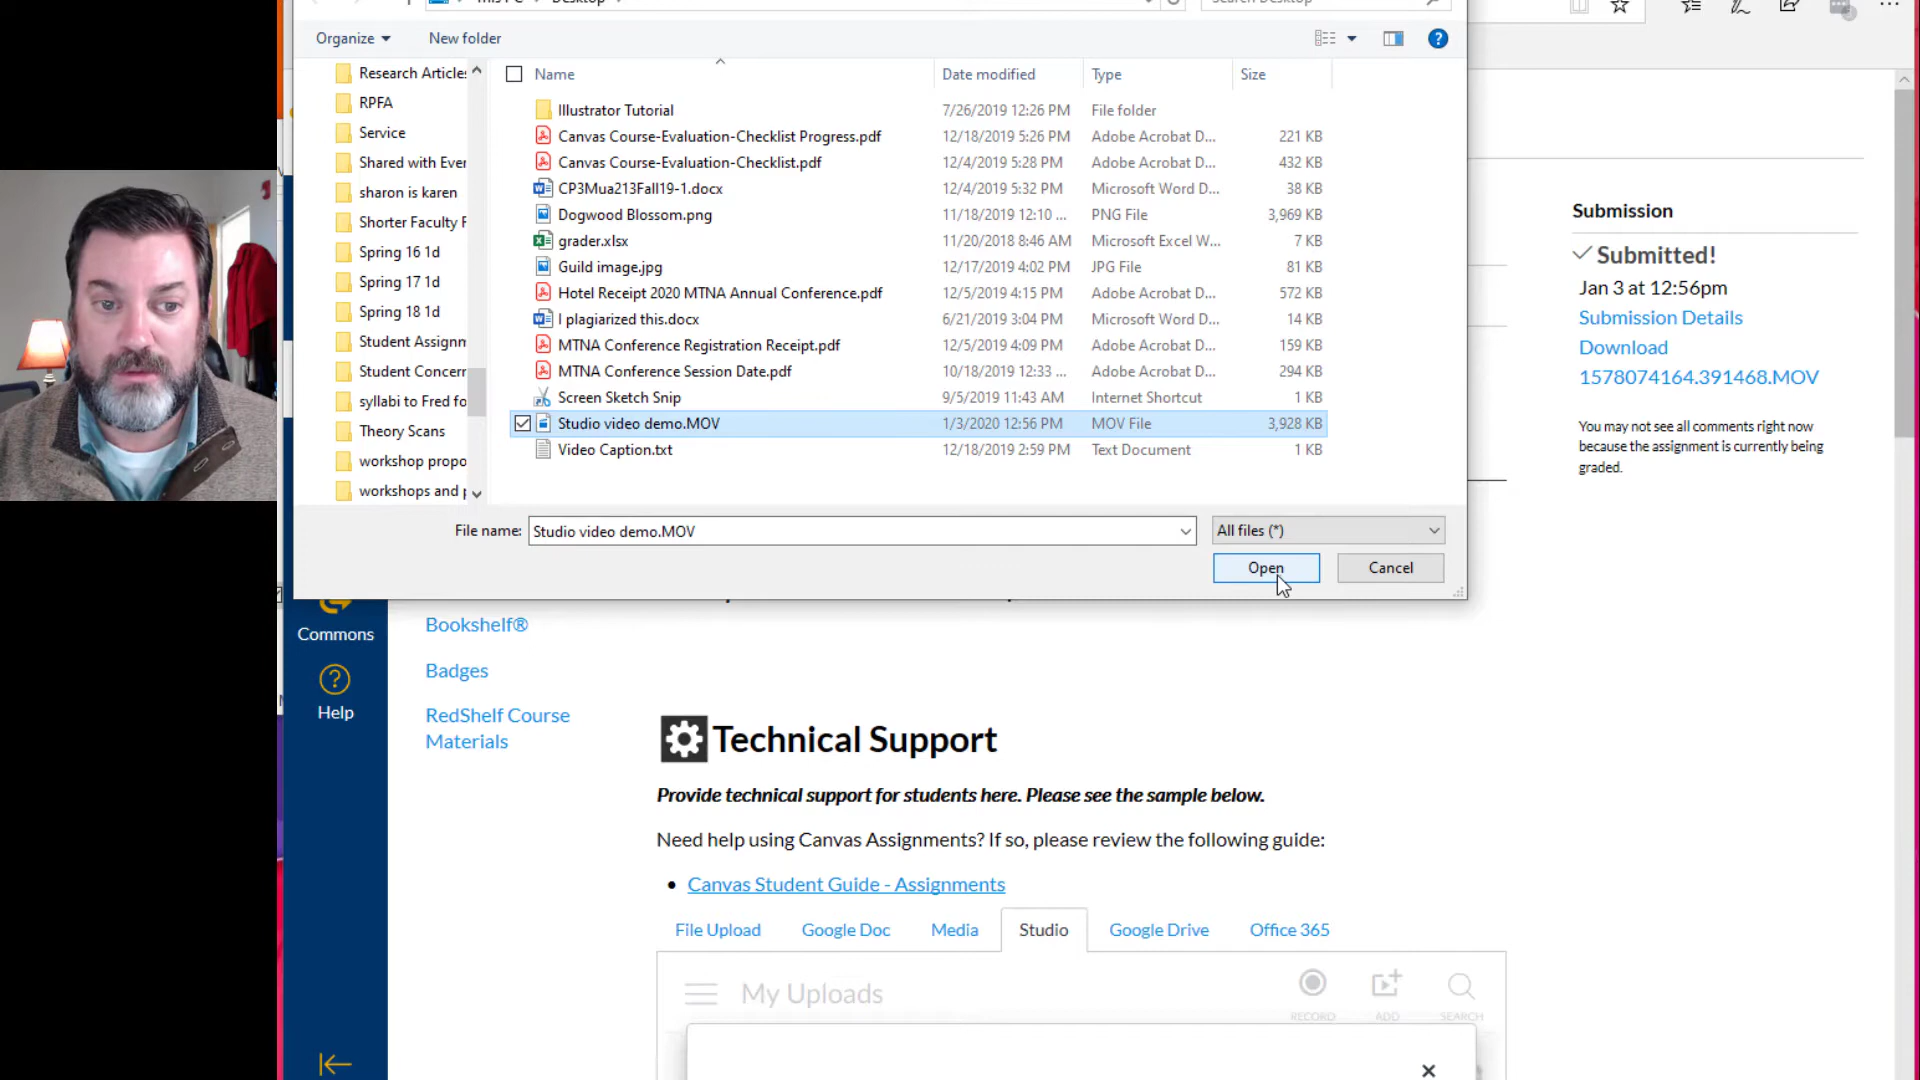 Organize
New folder
Research Articles
RPFA
Service
Shared with Ever
sharon is karen
Shorter Faculty F
Spring 16 1d
Spring 17 1d
Spring 18 1d
Student Assignm
Student Concern
syllabi to Fred fo
Theory Scans
workshop propo
workshops and p
Name Date modified Type Size
Illustrator Tutorial 7/26/2019 12:26 PM File folder
Canvas Course-Evaluation-Checklist Progress.pdf 12/18/2019 5:26 PM Adobe Acrobat D... 221 KB
Canvas Course-Evaluation-Checklist.pdf 12/4/2019 5:28 PM Adobe Acrobat D... 432 KB
CP3Mua213Fall19-1.docx 12/4/2019 5:32 PM Microsoft Word D... 38 KB
Dogwood Blossom.png 11/18/2019 12:10 ... PNG File 3,969 KB
grader.xlsx 11/20/2018 8:46 AM Microsoft Excel W... 7 KB
Guild image.jpg 12/17/2019 4:02 PM JPG File 81 KB
Hotel Receipt 2020 MTNA Annual Conference.pdf 12/5/2019 4:15 PM Adobe Acrobat D... 572 KB
I plagiarized this.docx 6/21/2019 3:04 PM Microsoft Word D... 14 KB
MTNA Conference Registration Receipt.pdf 12/5/2019 4:09 PM Adobe Acrobat D... 159 KB
MTNA Conference Session Date.pdf 10/18/2019 12:33 ... Adobe Acrobat D... 294 KB
Screen Sketch Snip 9/5/2019 11:43 AM Internet Shortcut 1 KB
Studio video demo.MOV 1/3/2020 12:56 PM MOV File 3,928 KB
Video Caption.txt 12/18/2019 2:59 PM Text Document 1 KB
File name: Studio video demo.MOV All files (*)
Open Cancel
Submission
Submitted!
Jan 3 at 12:56pm
Submission Details
Download
1578074164.391468.MOV
You may not see all comments right now
because the assignment is currently being
graded.
Commons
Help
Bookshelf®
Badges
RedShelf Course
Materials
Technical Support
Provide technical support for students here. Please see the sample below.
Need help using Canvas Assignments? If so, please review the following guide:
• Canvas Student Guide - Assignments
File Upload Google Doc Media Studio Google Drive Office 365
My Uploads
RECORD ADD SEARCH